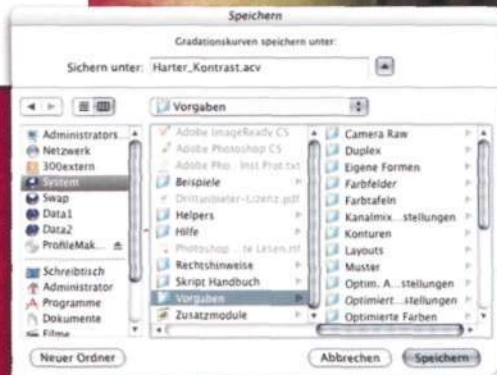 Speichern
Gradationskurven speichern unter:
Sichern unter: Harter_Kontrast.acv
Vorgaben
Administrators...
Netzwerk
300extern
System
Swap
Data1
Data2
ProfileMak...
Schreibtisch
Administrator
Programme
Dokumente
Filme
Adobe ImageReady CS
Adobe Photoshop CS
Adobe Pho...Inst Prot.txt
Beispiele
Drittanbieter-Lizenz.pdf
Helpers
Hilfe
Photoshop ...te Lesen.rtf
Rechtshinweise
Skript Handbuch
Vorgaben
Zusatzmodule
Camera Raw
Duplex
Eigene Formen
Farbfelder
Farbtafeln
Kanalmix...stellungen
Konturen
Layouts
Muster
Optim. A...stellungen
Optimiert...stellungen
Optimierte Farben
Neuer Ordner
Abbrechen
Speichern